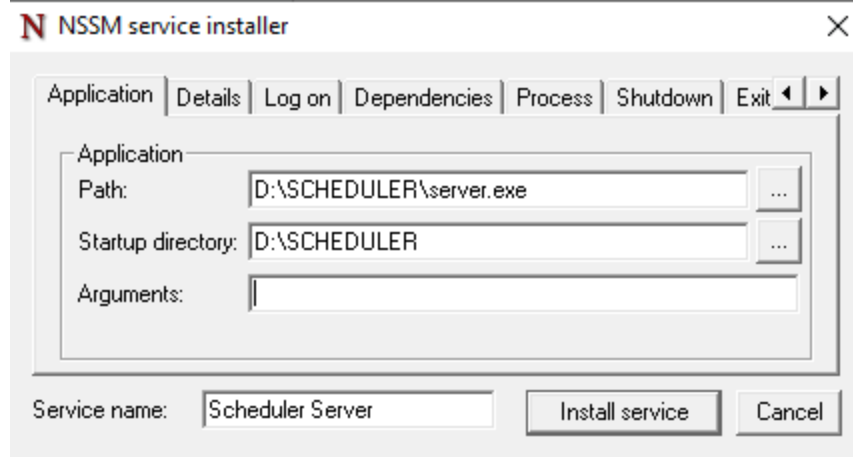 N NSSM service installer
Application Details Log on Dependencies Process Shutdown Exit
Application
Path: D:\SCHEDULER\server.exe ...
Startup directory: D:\SCHEDULER ...
Arguments:
Service name: Scheduler Server Install service Cancel